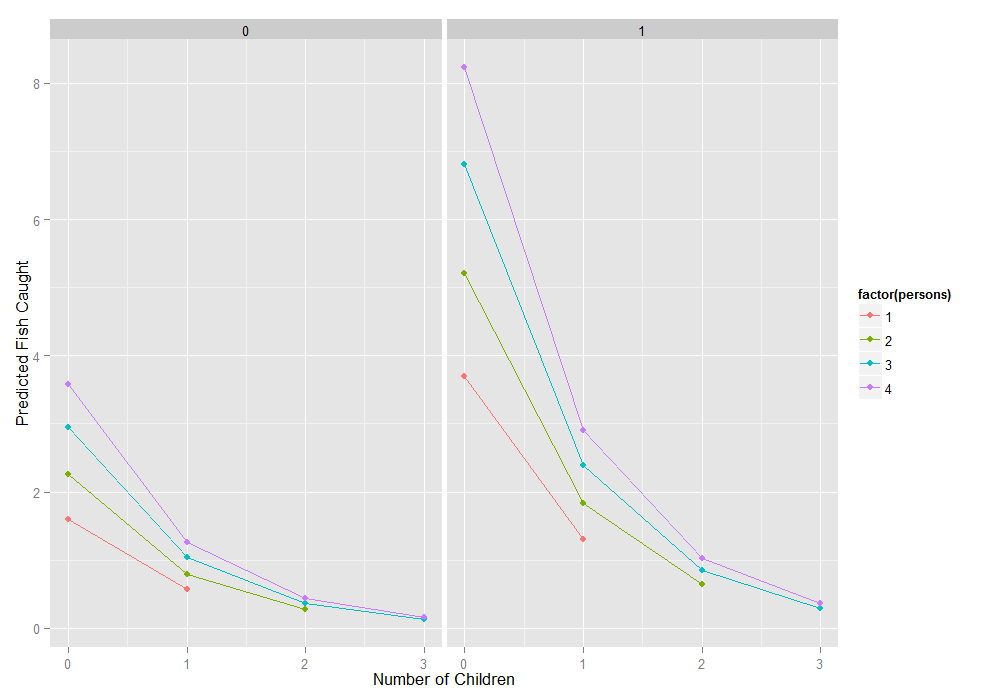 0 1
8
6
4
2
0
Predicted Fish Caught
0 1 2 3 0 1 2 3
Number of Children
factor(persons)
1
2
3
4